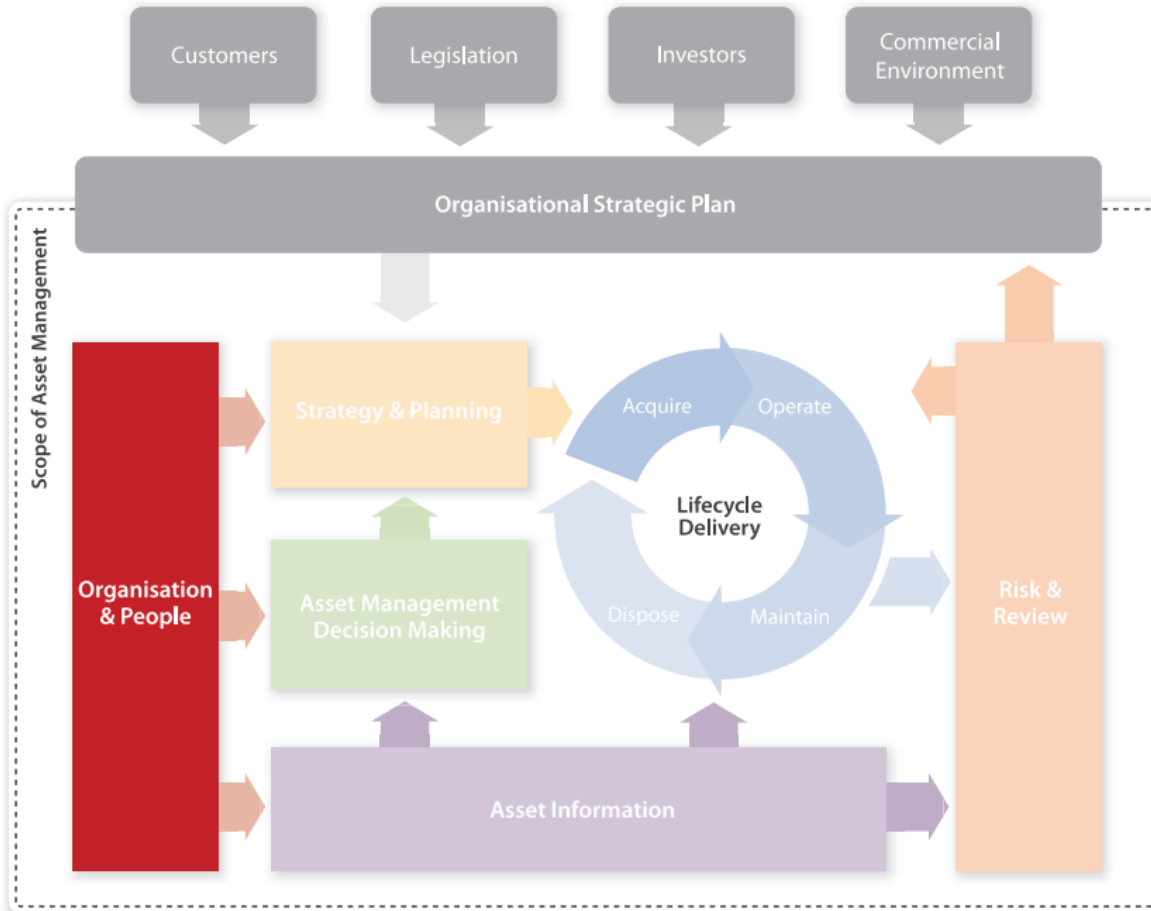 Customers
Legislation
Investors
Commercial
Environment
Organisational Strategic Plan
Scope of Asset Management
Strategy & Planning
Acquire
Operate
Lifecycle
Delivery
Organisation
& People
Asset Management
Decision Making
Dispose
Maintain
Risk &
Review
Asset Information